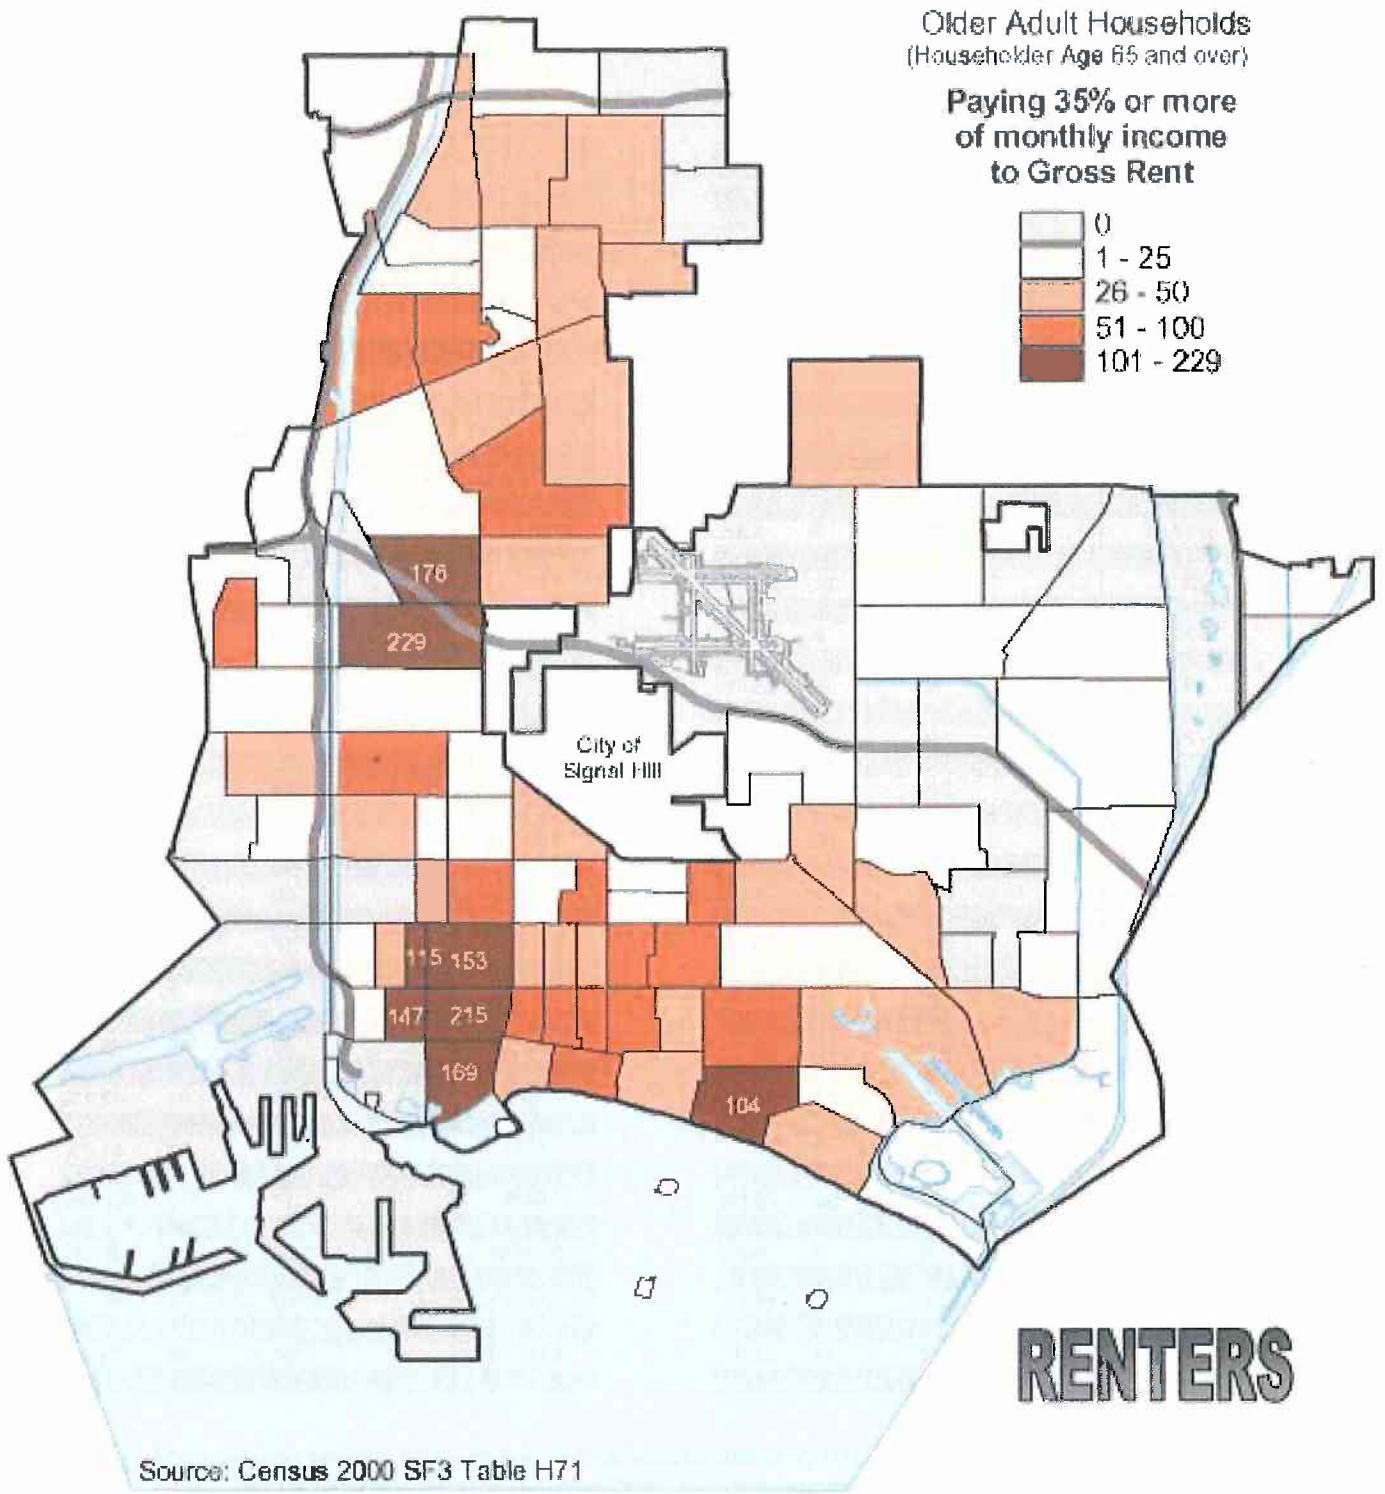 Older Adult Households
(Householder Age 65 and over)
Paying 35% or more
of monthly income
to Gross Rent
0
1 - 25
26 - 50
51 - 100
101 - 229
176
229
City of
Signal Hill
115 153
147 215
169
104
RENTERS
Source: Census 2000 SF3 Table H71